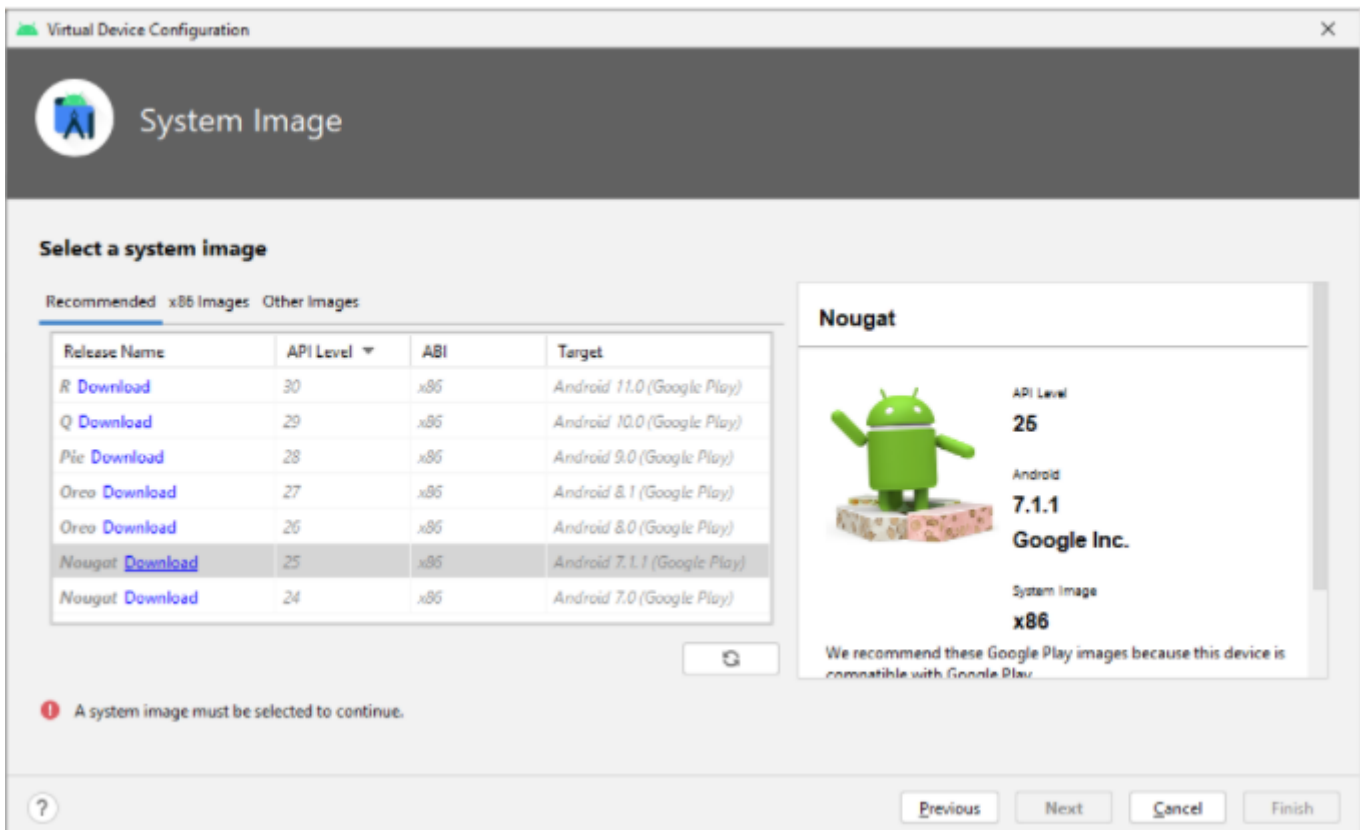 Virtual Device Configuration
System Image
Select a system image
Recommended x86 Images Other Images
Release Name API Level ABI Target
R Download 30 x86 Android 11.0 (Google Play)
Q Download 29 x86 Android 10.0 (Google Play)
Pie Download 28 x86 Android 9.0 (Google Play)
Oreo Download 27 x86 Android 8.1 (Google Play)
Oreo Download 26 x86 Android 8.0 (Google Play)
Nougat Download 25 x86 Android 7.1.1 (Google Play)
Nougat Download 24 x86 Android 7.0 (Google Play)
Nougat
API Level
25
Android
7.1.1
Google Inc.
System Image
x86
We recommend these Google Play images because this device is
compatible with Google Play
A system image must be selected to continue.
? Previous Next Cancel Finish